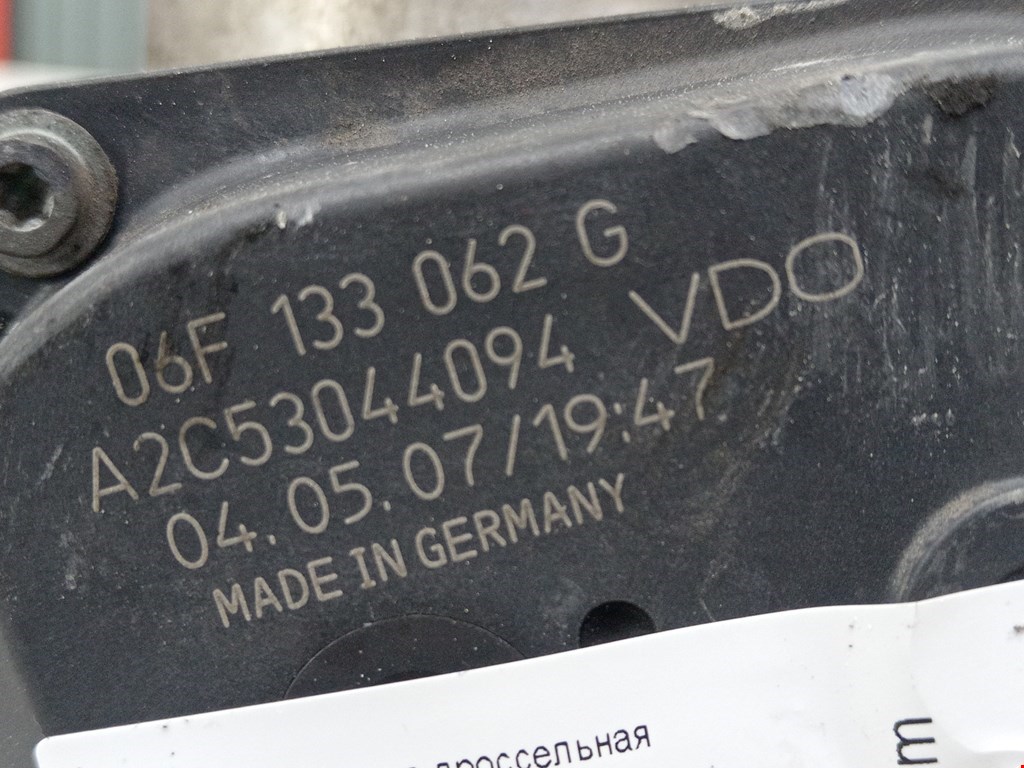 06F 133 062 G
A2C53044094 VDO
04.05.07/19:47
MADE IN GERMANY
дроссельная
m